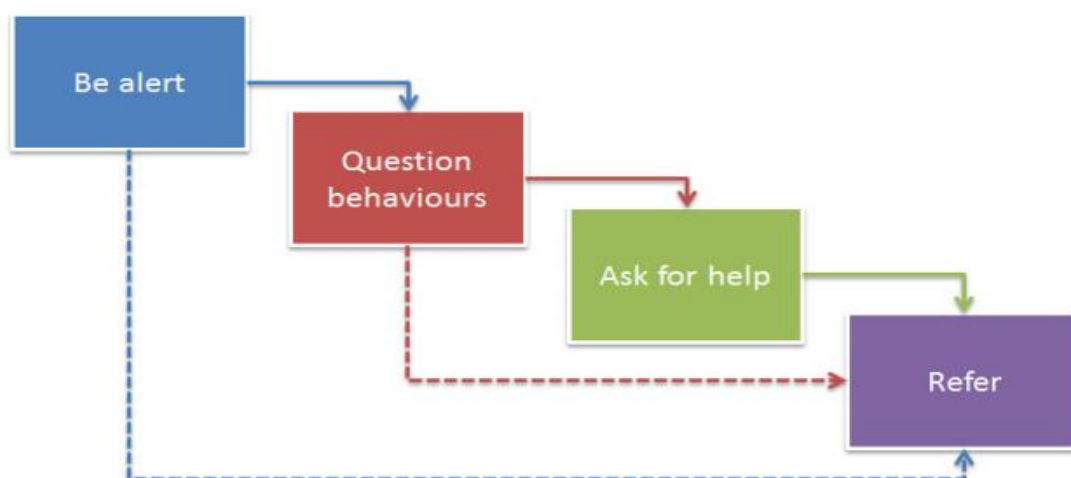 Be alert
Question
behaviours
Ask for help
Refer